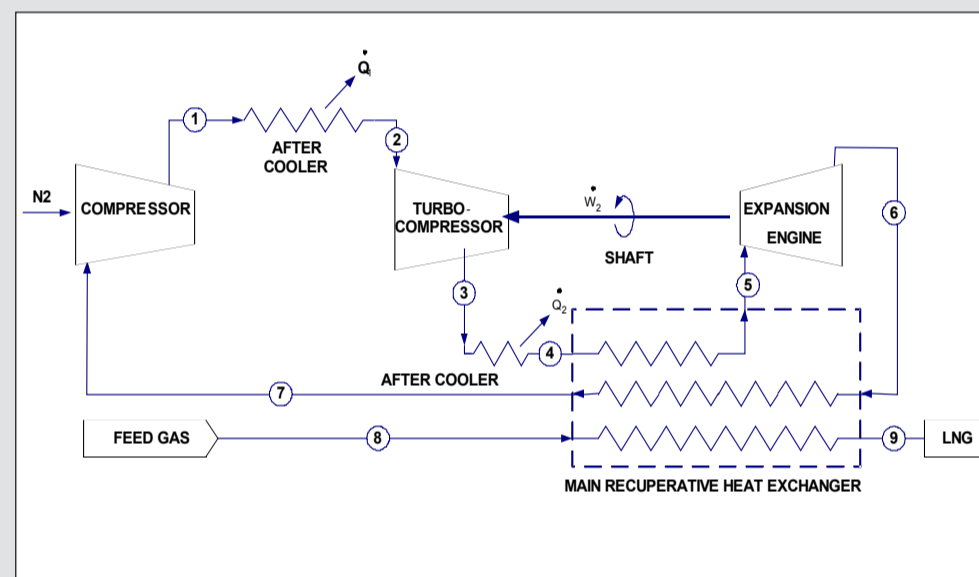 Q̇1
1
2
AFTER
COOLER
N2
COMPRESSOR
TURBO-
COMPRESSOR
Ẇ2
SHAFT
EXPANSION
ENGINE
6
3
5
Q̇2
4
AFTER COOLER
7
FEED GAS
8
9
LNG
MAIN RECUPERATIVE HEAT EXCHANGER